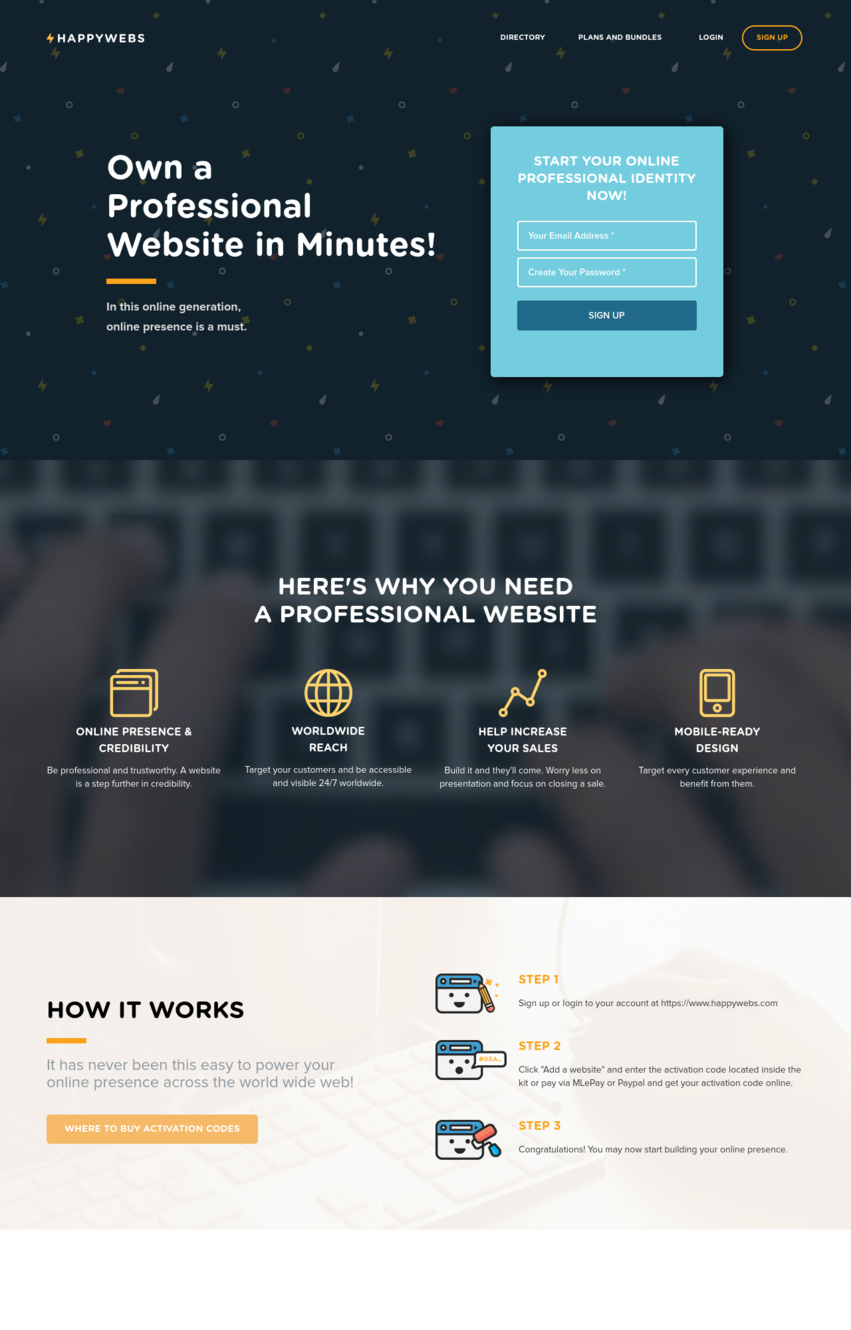 HAPPYWEBS
DIRECTORY
PLANS AND BUNDLES
LOGIN
SIGN UP
Own a
Professional
Website in Minutes!
In this online generation,
online presence is a must.
START YOUR ONLINE
PROFESSIONAL IDENTITY
NOW!
Your Email Address *
Create Your Password *
SIGN UP
HERE'S WHY YOU NEED
A PROFESSIONAL WEBSITE
ONLINE PRESENCE &
CREDIBILITY
Be professional and trustworthy. A website
is a step further in credibility.
WORLDWIDE
REACH
Target your customers and be accessible
and visible 24/7 worldwide.
HELP INCREASE
YOUR SALES
Build it and they'll come. Worry less on
presentation and focus on closing a sale.
MOBILE-READY
DESIGN
Target every customer experience and
benefit from them.
HOW IT WORKS
It has never been this easy to power your
online presence across the world wide web!
WHERE TO BUY ACTIVATION CODES
STEP 1
Sign up or login to your account at https://www.happywebs.com
#03A...
STEP 2
Click "Add a website" and enter the activation code located inside the
kit or pay via MLePay or Paypal and get your activation code online.
STEP 3
Congratulations! You may now start building your online presence.